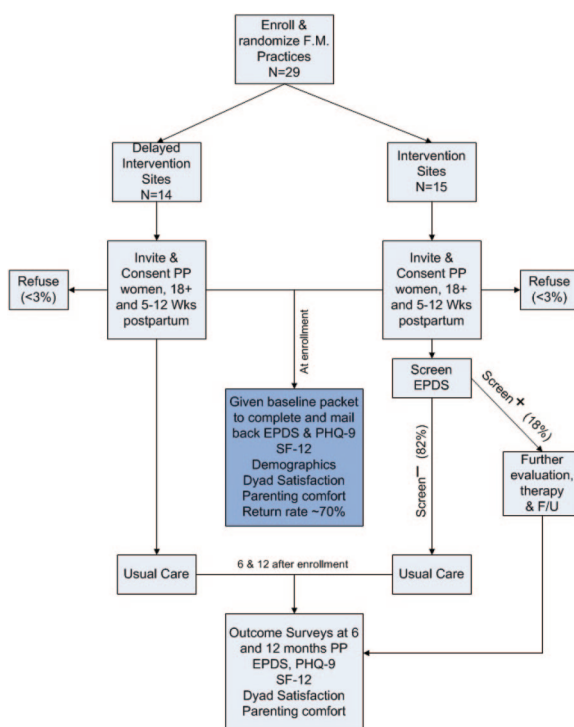 Enroll &
randomize F.M.
Practices
N=29
Delayed
Intervention
Sites
N=14
Intervention
Sites
N=15
Refuse
(<3%)
Invite &
Consent PP
women, 18+
and 5-12 Wks
postpartum
Invite &
Consent PP
women, 18+
and 5-12 Wks
postpartum
Refuse
(<3%)
At enrollment
Screen
EPDS
Screen + (18%)
Given baseline packet
to complete and mail
back EPDS & PHQ-9
SF-12
Demographics
Dyad Satisfaction
Parenting comfort
Return rate ~70%
Screen− (82%)
Further
evaluation,
therapy
& F/U
Usual Care
6 & 12 after enrollment
Usual Care
Outcome Surveys at 6
and 12 months PP
EPDS, PHQ-9
SF-12
Dyad Satisfaction
Parenting comfort